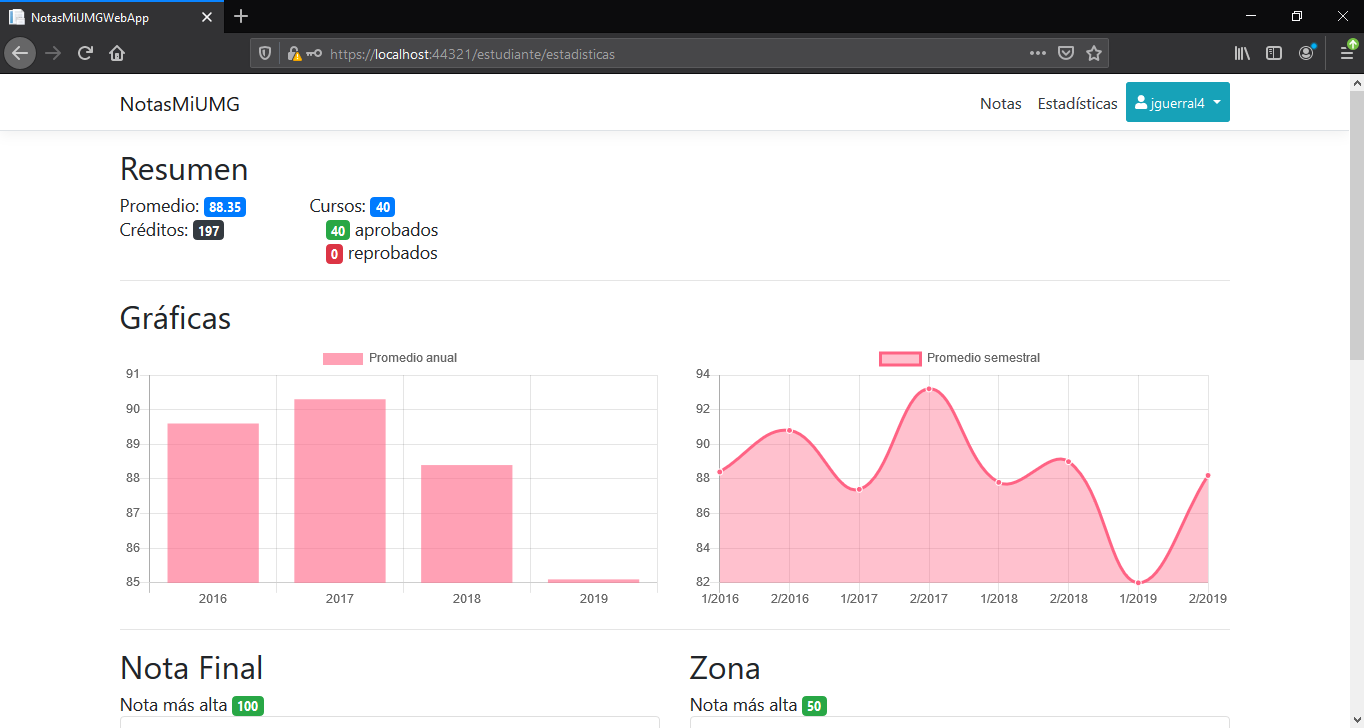 NotasMiUMGWebApp
https://localhost:44321/estudiante/estadisticas
NotasMiUMG
Notas Estadísticas jguerral4
Resumen
Promedio: 88.35 Cursos: 40
Créditos: 197 40 aprobados
0 reprobados
Gráficas
Promedio anual
91
90
89
88
87
86
85
2016 2017 2018 2019
Promedio semestral
94
92
90
88
86
84
82
1/2016 2/2016 1/2017 2/2017 1/2018 2/2018 1/2019 2/2019
Nota Final
Nota más alta 100
Zona
Nota más alta 50